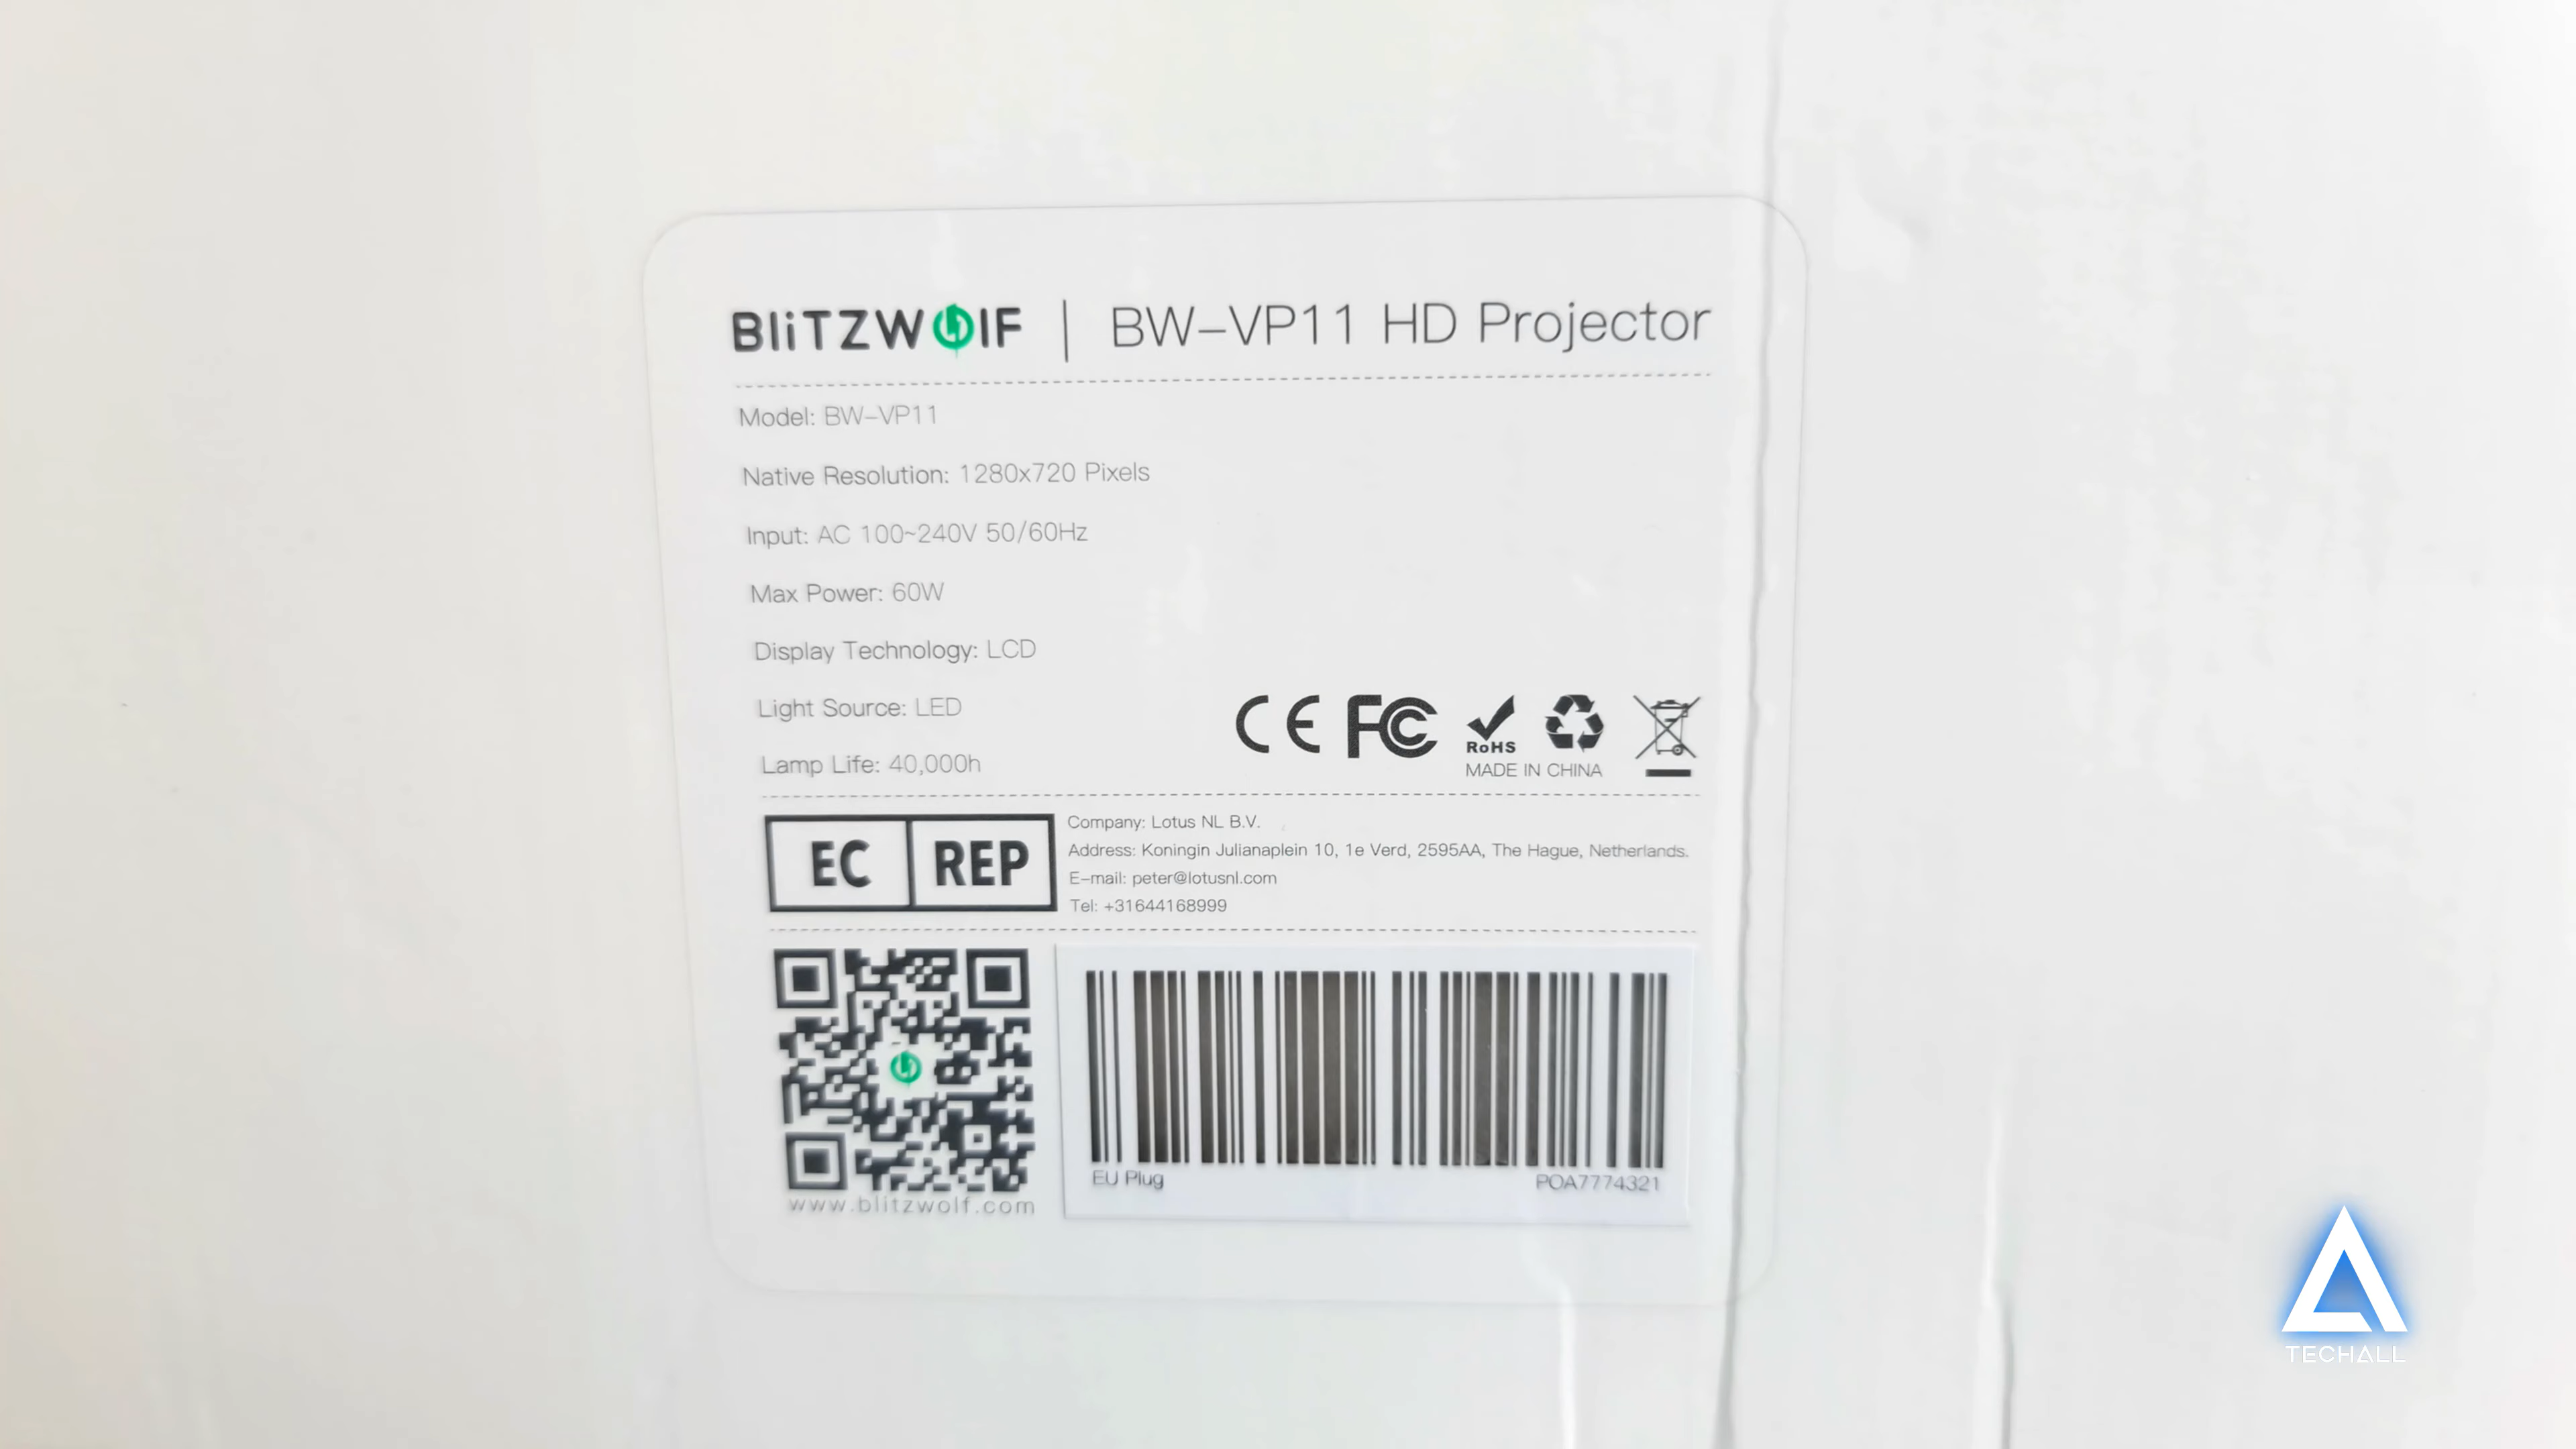 BLiTZWOLF | BW-VP11 HD Projector
Model: BW-VP11
Native Resolution: 1280x720 Pixels
Input: AC 100~240V 50/60Hz
Max Power: 60W
Display Technology: LCD
Light Source: LED
Lamp Life: 40,000h
CE FC RoHS
MADE IN CHINA
EC REP
Company: Lotus NL B.V.
Address: Koningin Julianaplein 10, 1e Verd, 2595AA, The Hague, Netherlands.
E-mail: peter@lotusnl.com
Tel: +31644168999
www.blitzwolf.com
EU Plug
POA7774321
TECHALL